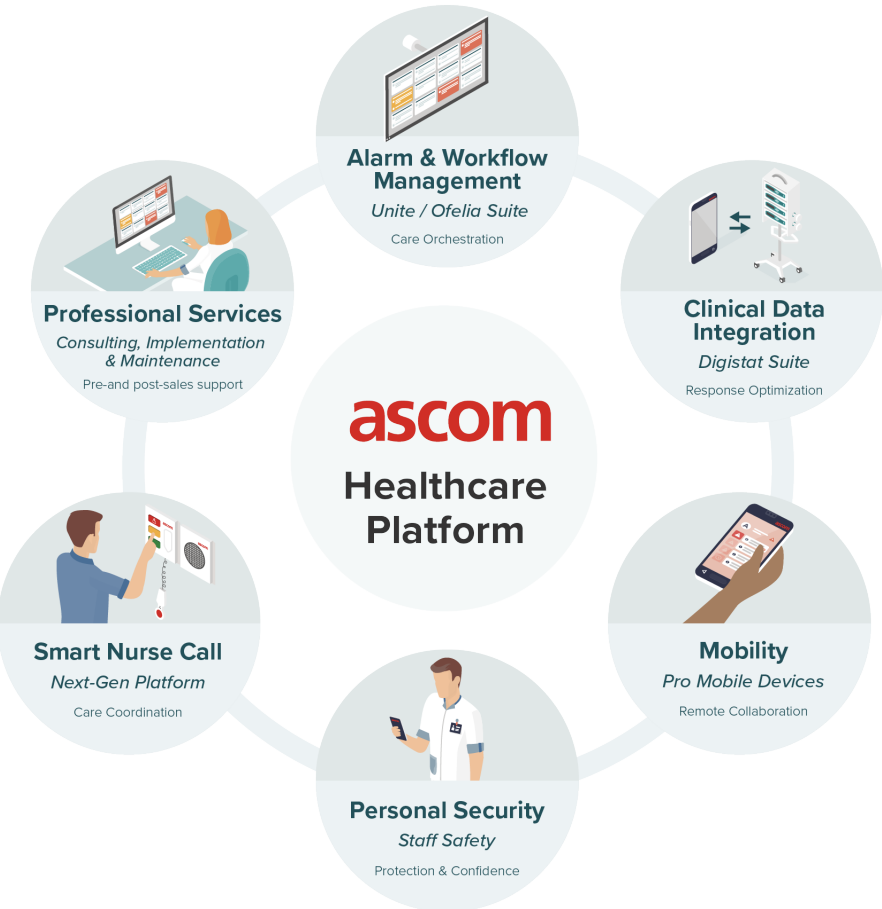 Alarm & Workflow
Management
Unite / Ofelia Suite
Care Orchestration
Clinical Data
Integration
Digistat Suite
Response Optimization
Mobility
Pro Mobile Devices
Remote Collaboration
Personal Security
Staff Safety
Protection & Confidence
Smart Nurse Call
Next-Gen Platform
Care Coordination
Professional Services
Consulting, Implementation
& Maintenance
Pre-and post-sales support
ascom
Healthcare
Platform